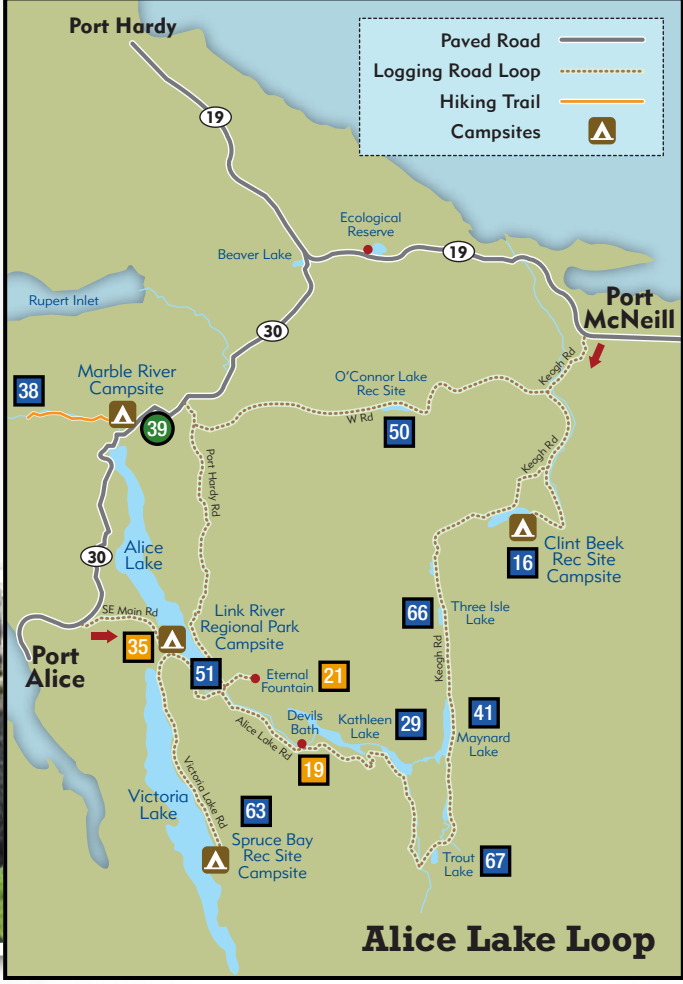 Port Hardy
Paved Road
Logging Road Loop
Hiking Trail
Campsites
19
Ecological
Reserve
Beaver Lake
19
Rupert Inlet
Port
McNeill
30
Keogh Rd
Marble River
Campsite
38
39
O'Connor Lake
Rec Site
W Rd
50
Keogh Rd
Port Hardy Rd
30
Alice
Lake
Clint Beek
Rec Site
Campsite
16
SE Main Rd
Link River
Regional Park
Campsite
66
Three Isle
Lake
Port
Alice
35
51
Keogh Rd
Eternal
Fountain
21
Alice Lake Rd
Devils
Bath
Kathleen
Lake
29
41
Maynard
Lake
19
Victoria
Lake
Victoria Lake Rd
63
Spruce Bay
Rec Site
Campsite
Trout
Lake
67
Alice Lake Loop